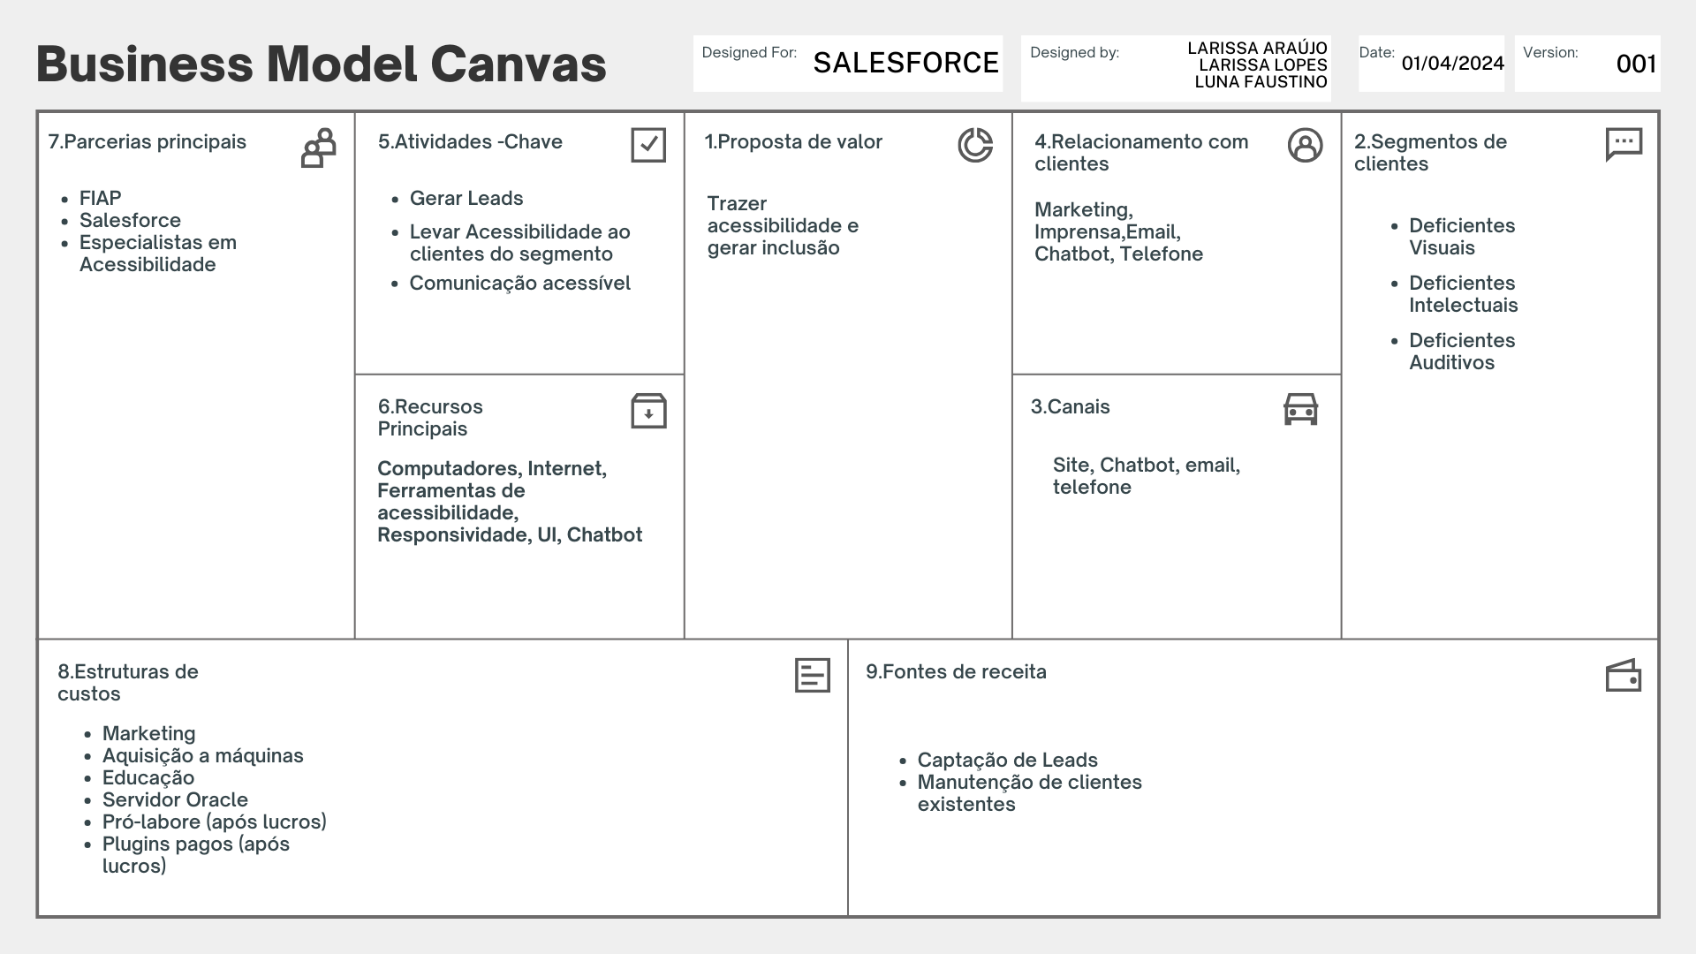 Business Model Canvas
Designed For:
SALESFORCE
Designed by:
LARISSA ARAÚJO
LARISSA LOPES
LUNA FAUSTINO
Date:
01/04/2024
Version:
001
7.Parcerias principais
• FIAP
• Salesforce
• Especialistas em
Acessibilidade
5.Atividades -Chave
• Gerar Leads
• Levar Acessibilidade ao
clientes do segmento
• Comunicação acessível
6.Recursos
Principais
Computadores, Internet,
Ferramentas de
acessibilidade,
Responsividade, UI, Chatbot
1.Proposta de valor
Trazer
acessibilidade e
gerar inclusão
4.Relacionamento com
clientes
Marketing,
Imprensa,Email,
Chatbot, Telefone
3.Canais
Site, Chatbot, email,
telefone
2.Segmentos de
clientes
• Deficientes
Visuais
• Deficientes
Intelectuais
• Deficientes
Auditivos
8.Estruturas de
custos
• Marketing
• Aquisição a máquinas
• Educação
• Servidor Oracle
• Pró-labore (após lucros)
• Plugins pagos (após
lucros)
9.Fontes de receita
• Captação de Leads
• Manutenção de clientes
existentes